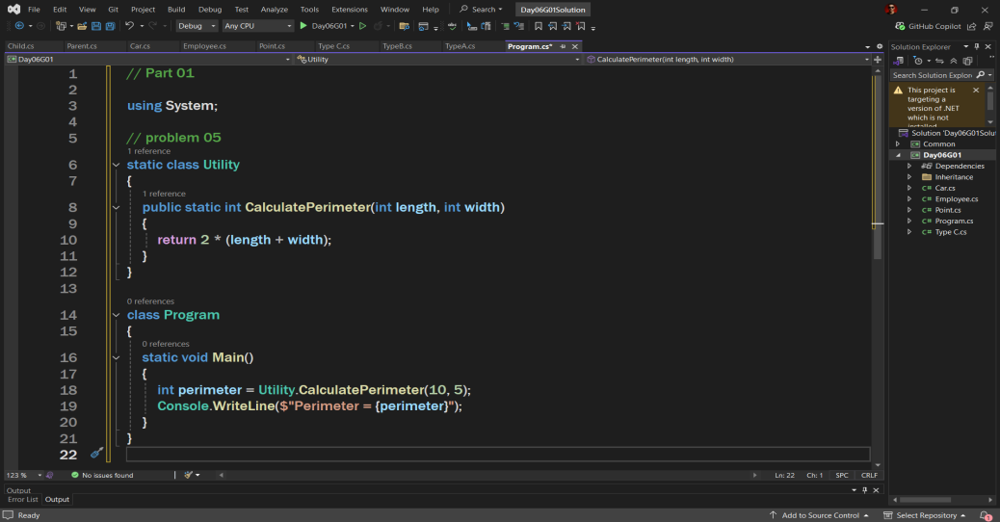 File Edit View Git Project Build Debug Test Analyze Tools Extensions Window Help Search Day06G01Solution
Debug Any CPU Day06G01 GitHub Copilot
Child.cs Parent.cs Car.cs Employee.cs Point.cs Type C.cs TypeB.cs TypeA.cs Program.cs*
Day06G01 Utility CalculatePerimeter(int length, int width)
1 // Part 01
2
3 using System;
4
5 // problem 05
1 reference
6 static class Utility
7 {
1 reference
8 public static int CalculatePerimeter(int length, int width)
9 {
10 return 2 * (length + width);
11 }
12 }
13
0 references
14 class Program
15 {
0 references
16 static void Main()
17 {
18 int perimeter = Utility.CalculatePerimeter(10, 5);
19 Console.WriteLine($"Perimeter = {perimeter}");
20 }
21 }
22
123 % No issues found Ln: 22 Ch: 1 SPC CRLF
Output
Error List Output
Ready Add to Source Control Select Repository 1
Solution Explorer
Search Solution Explor
This project is
targeting a
version of .NET
which is not
installed
Solution 'Day06G01Solu
Common
Day06G01
Dependencies
Inheritance
C# Car.cs
C# Employee.cs
C# Point.cs
C# Program.cs
C# Type C.cs